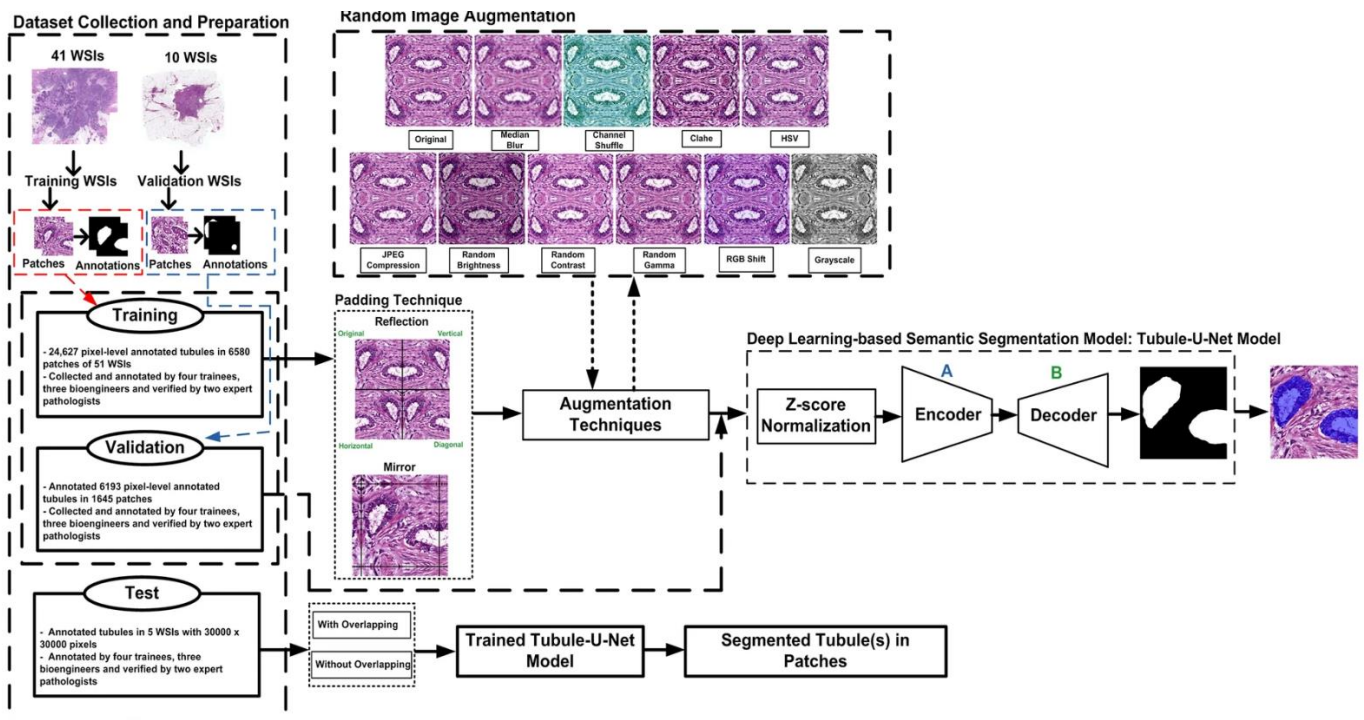 Dataset Collection and Preparation
41 WSIs
10 WSIs
Training WSIs
Validation WSIs
Patches
Annotations
Patches
Annotations
Training
- 24,627 pixel-level annotated tubules in 6580
patches of 51 WSIs
- Collected and annotated by four trainees,
three bioengineers and verified by two expert
pathologists
Validation
- Annotated 6193 pixel-level annotated
tubules in 1645 patches
- Collected and annotated by four trainees,
three bioengineers and verified by two expert
pathologists
Test
- Annotated tubules in 5 WSIs with 30000 x
30000 pixels
- Annotated by four trainees, three
bioengineers and verified by two expert
pathologists
Random Image Augmentation
Original
Median
Blur
Channel
Shuffle
Clahe
HSV
JPEG
Compression
Random
Brightness
Random
Contrast
Random
Gamma
RGB Shift
Grayscale
Padding Technique
Reflection
Original
Vertical
Horizontal
Diagonal
Mirror
Augmentation
Techniques
Deep Learning-based Semantic Segmentation Model: Tubule-U-Net Model
Z-score
Normalization
A
Encoder
B
Decoder
With Overlapping
Without Overlapping
Trained Tubule-U-Net
Model
Segmented Tubule(s) in
Patches